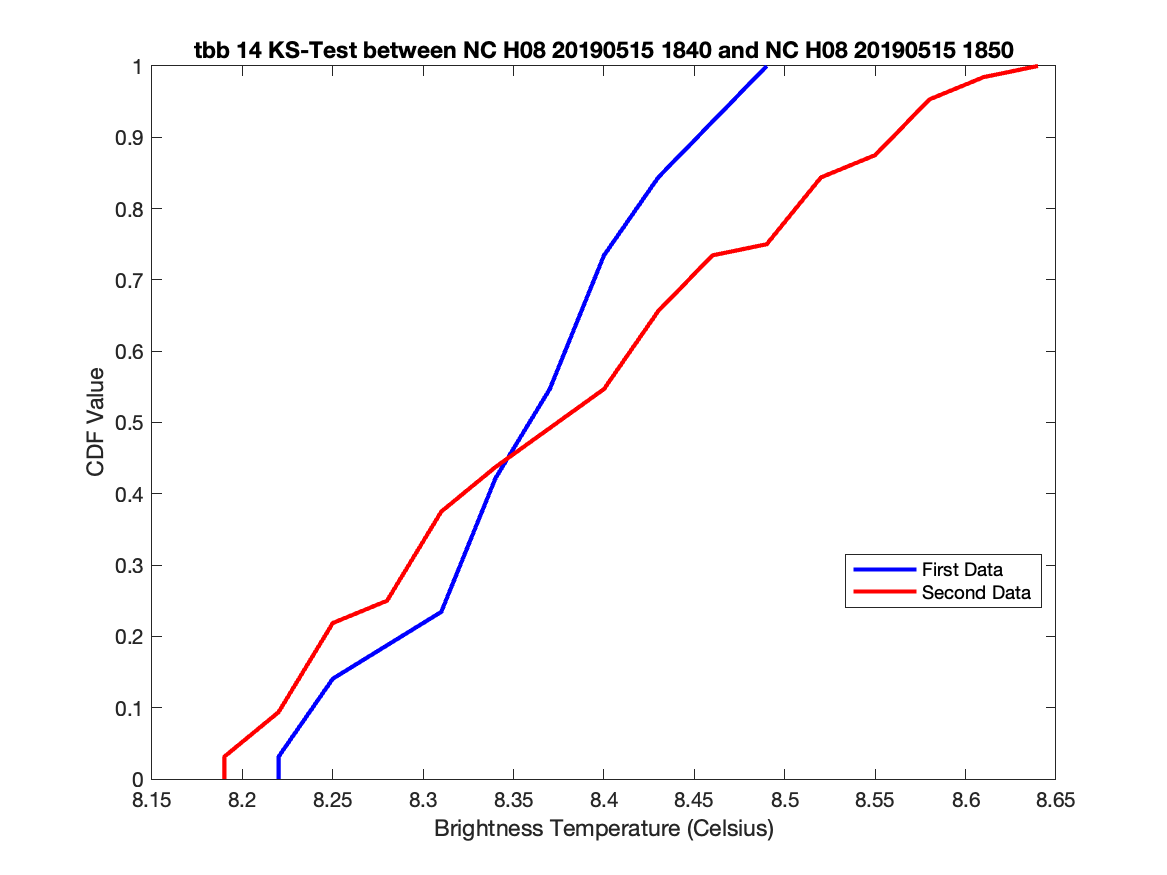 tbb 14 KS-Test between NC H08 20190515 1840 and NC H08 20190515 1850
1
0.9
0.8
0.7
0.6
0.5
0.4
0.3
0.2
0.1
0
CDF Value
First Data
Second Data
8.15 8.2 8.25 8.3 8.35 8.4 8.45 8.5 8.55 8.6 8.65
Brightness Temperature (Celsius)